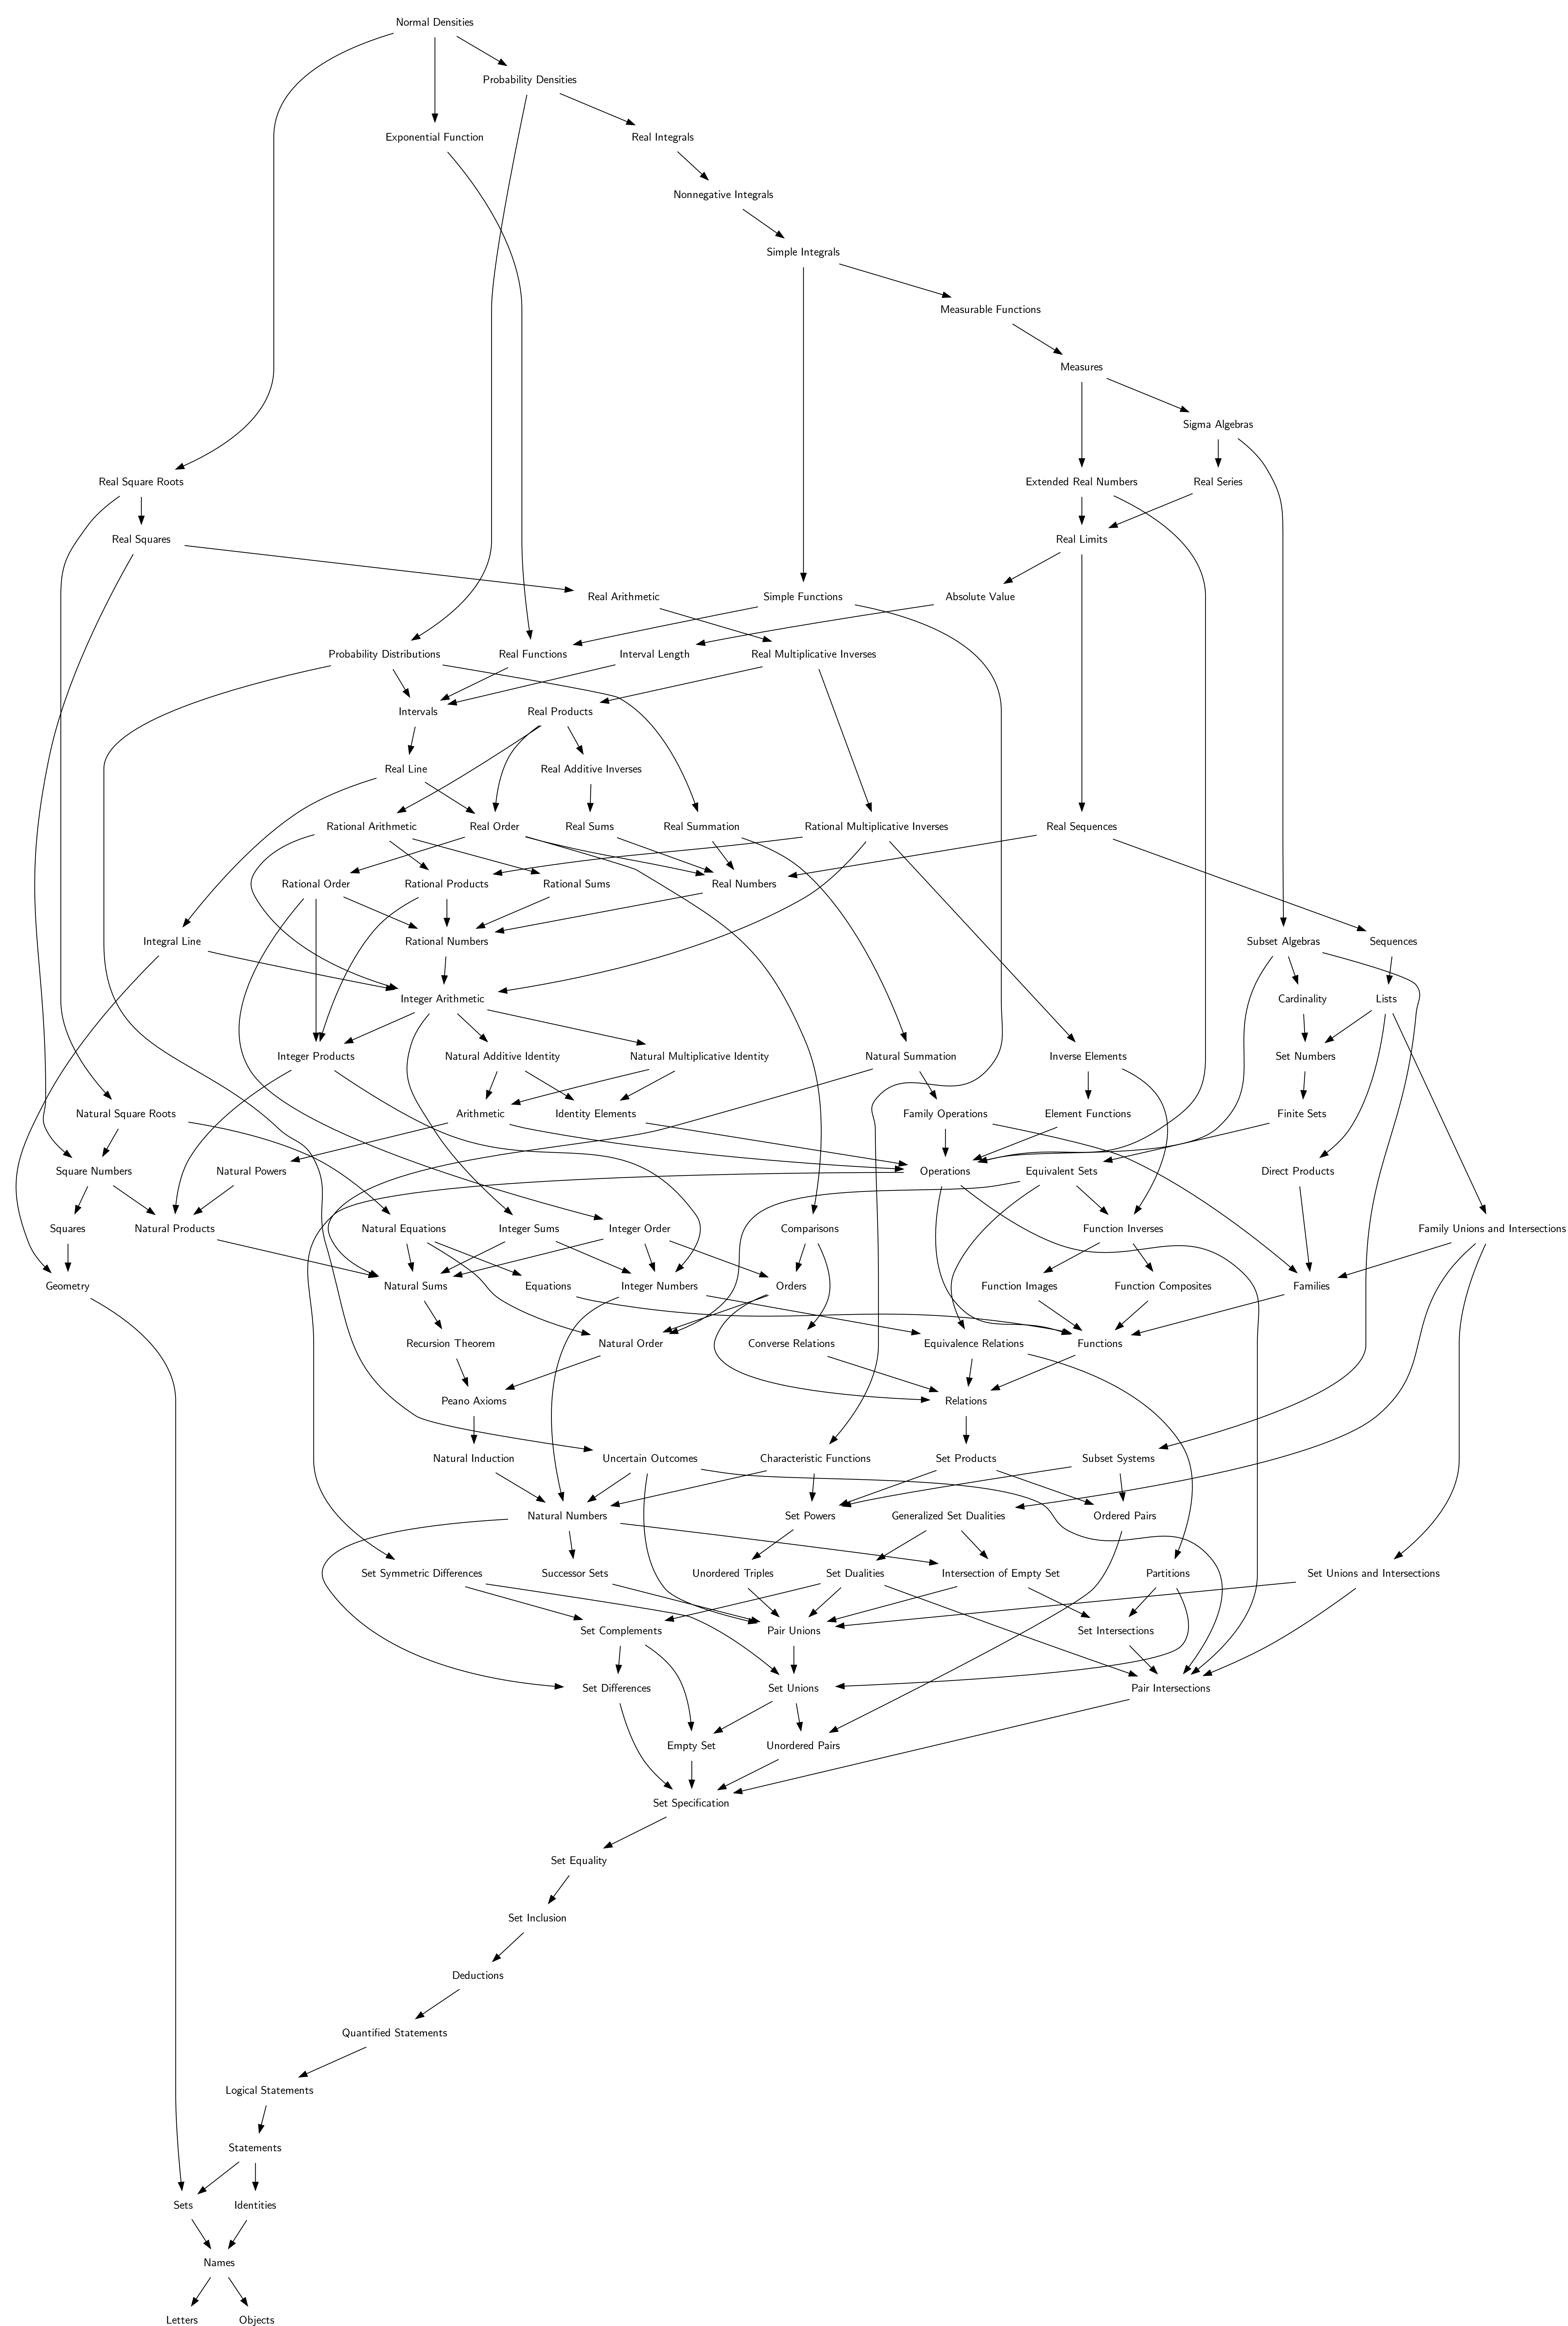 Normal Densities
Probability Densities
Exponential Function
Real Integrals
Nonnegative Integrals
Simple Integrals
Measurable Functions
Measures
Sigma Algebras
Real Square Roots
Extended Real Numbers
Real Series
Real Squares
Real Limits
Real Arithmetic
Simple Functions
Absolute Value
Probability Distributions
Real Functions
Interval Length
Real Multiplicative Inverses
Intervals
Real Products
Real Line
Real Additive Inverses
Rational Arithmetic
Real Order
Real Sums
Real Summation
Rational Multiplicative Inverses
Real Sequences
Rational Order
Rational Products
Rational Sums
Real Numbers
Integral Line
Rational Numbers
Subset Algebras
Sequences
Integer Arithmetic
Cardinality
Lists
Integer Products
Natural Additive Identity
Natural Multiplicative Identity
Natural Summation
Inverse Elements
Set Numbers
Natural Square Roots
Arithmetic
Identity Elements
Family Operations
Element Functions
Finite Sets
Square Numbers
Natural Powers
Operations
Equivalent Sets
Direct Products
Squares
Natural Products
Natural Equations
Integer Sums
Integer Order
Comparisons
Function Inverses
Family Unions and Intersections
Geometry
Natural Sums
Equations
Integer Numbers
Orders
Function Images
Function Composites
Families
Recursion Theorem
Natural Order
Converse Relations
Equivalence Relations
Functions
Peano Axioms
Relations
Natural Induction
Uncertain Outcomes
Characteristic Functions
Set Products
Subset Systems
Natural Numbers
Set Powers
Generalized Set Dualities
Ordered Pairs
Set Symmetric Differences
Successor Sets
Unordered Triples
Set Dualities
Intersection of Empty Set
Partitions
Set Unions and Intersections
Set Complements
Pair Unions
Set Intersections
Set Differences
Set Unions
Pair Intersections
Empty Set
Unordered Pairs
Set Specification
Set Equality
Set Inclusion
Deductions
Quantified Statements
Logical Statements
Statements
Sets
Identities
Names
Letters
Objects